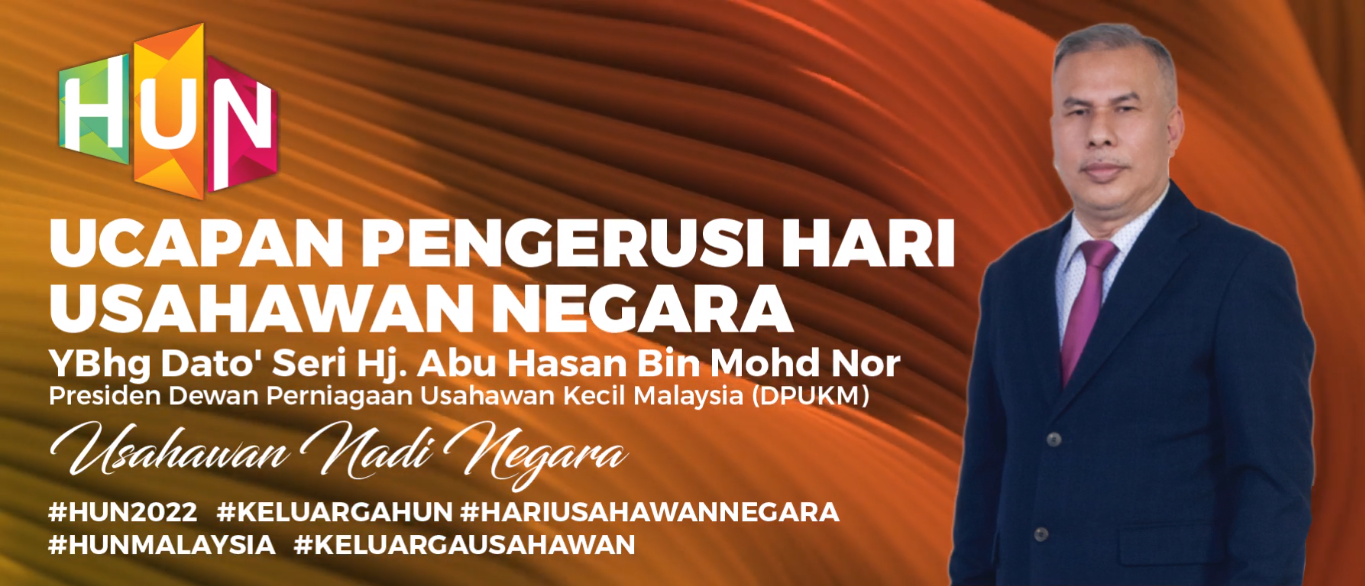 HUN
UCAPAN PENGERUSI HARI
USAHAWAN NEGARA
YBhg Dato' Seri Hj. Abu Hasan Bin Mohd Nor
Presiden Dewan Perniagaan Usahawan Kecil Malaysia (DPUKM)
Usahawan Nadi Negara
#HUN2022 #KELUARGAHUN #HARIUSAHAWANNEGARA
#HUNMALAYSIA #KELUARGAUSAHAWAN